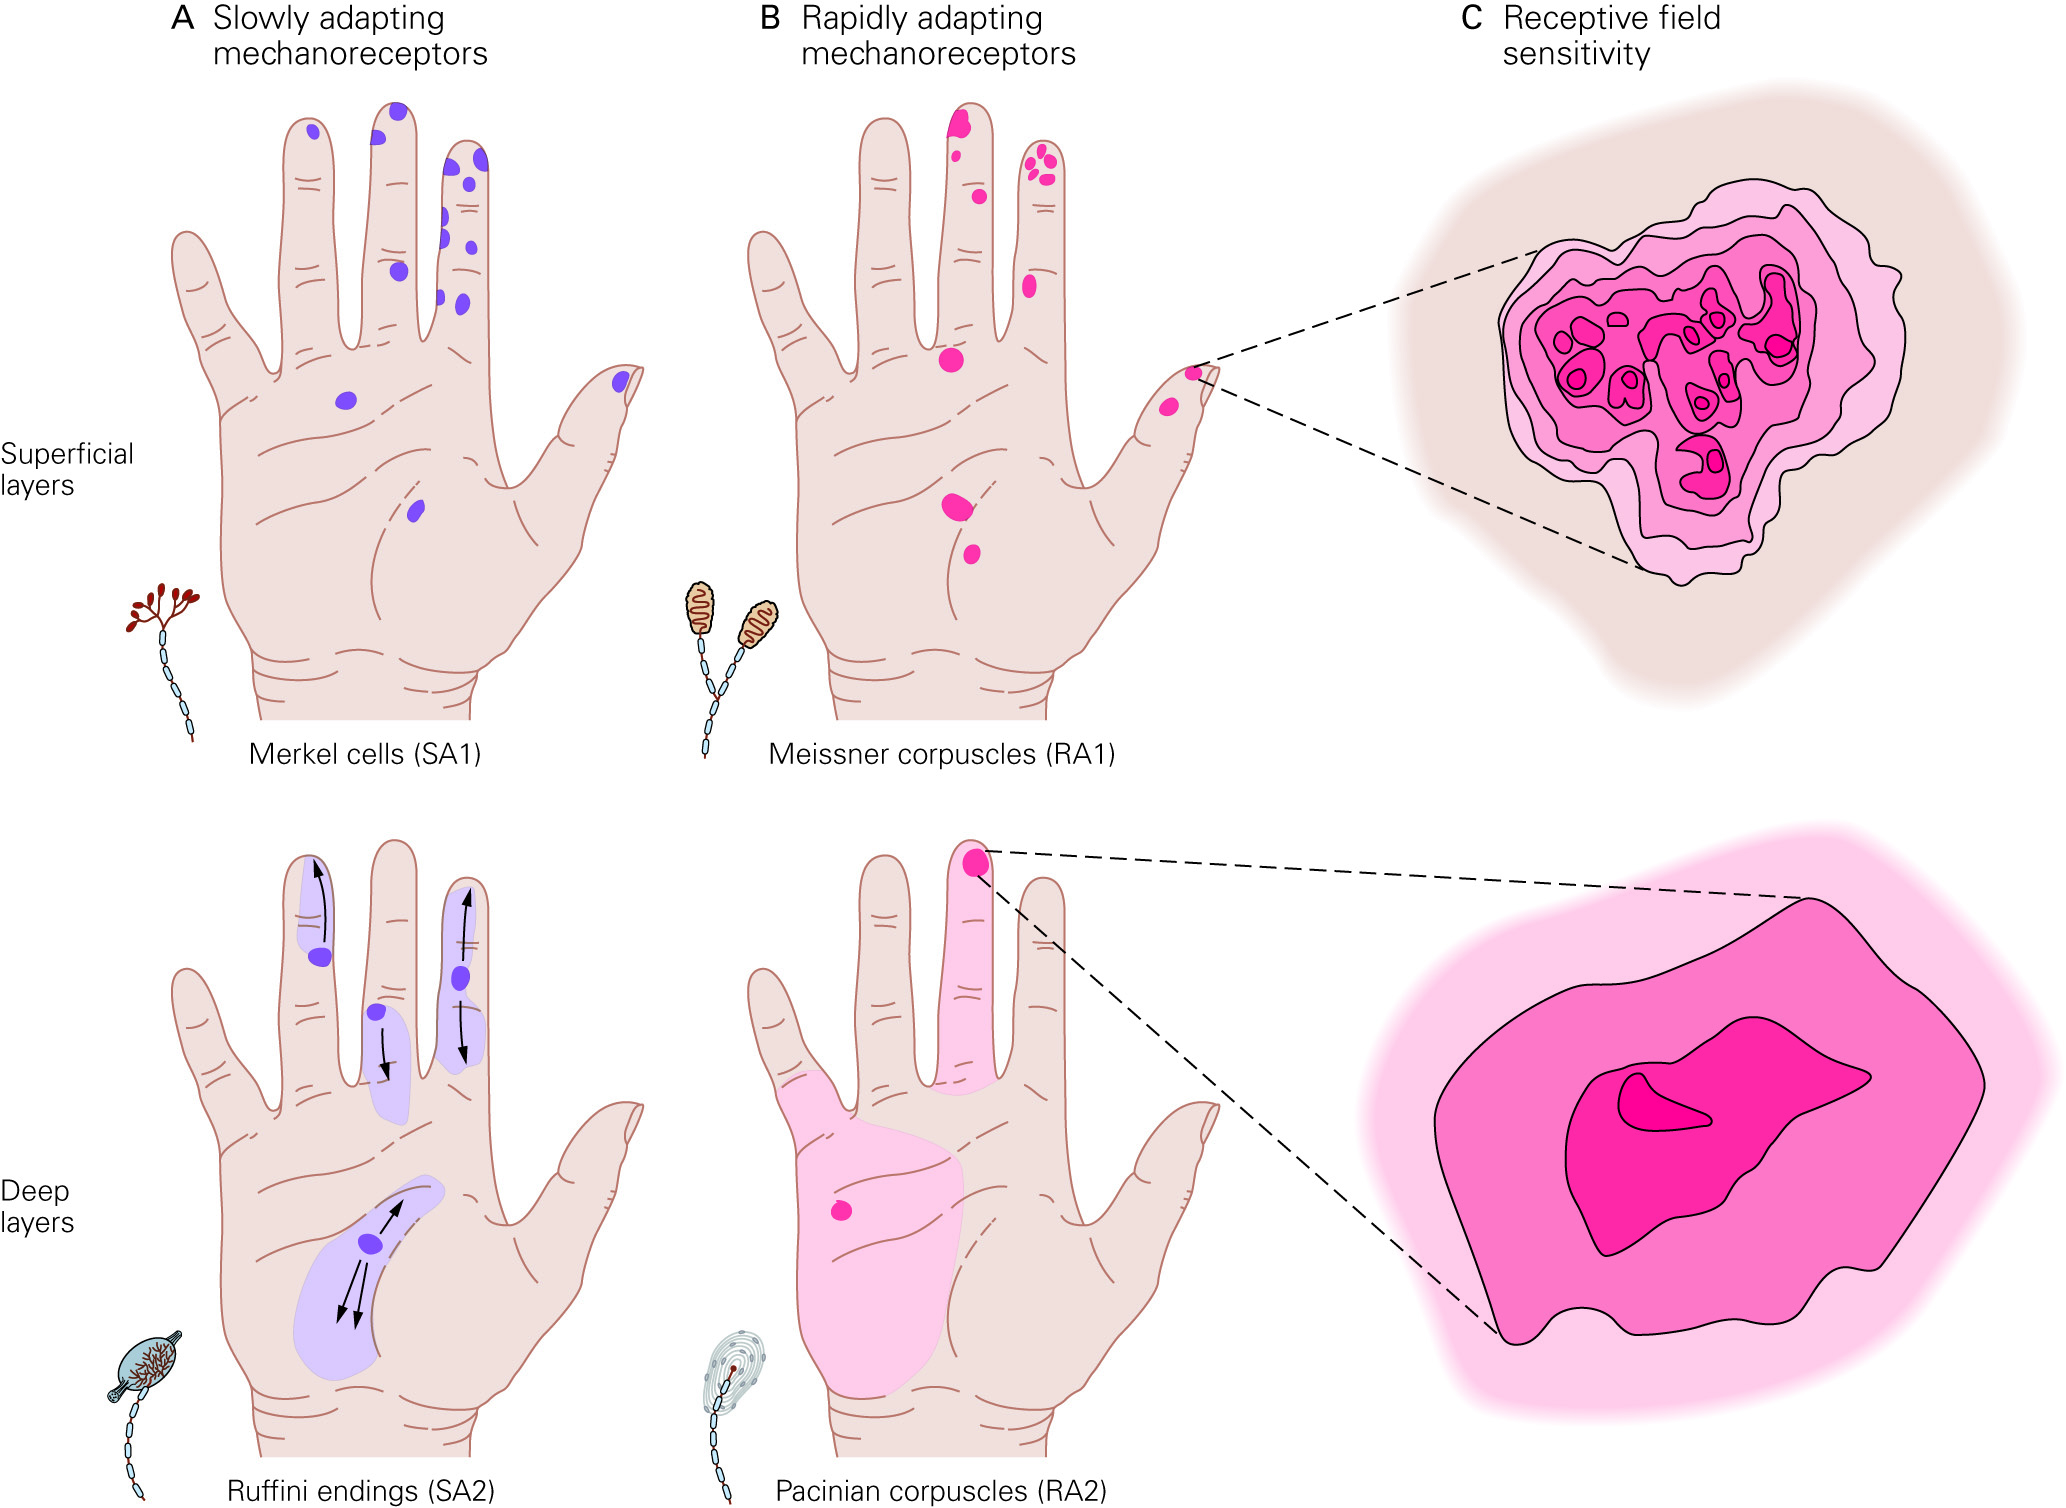 A Slowly adapting
mechanoreceptors
B Rapidly adapting
mechanoreceptors
C Receptive field
sensitivity
Superficial
layers
Merkel cells (SA1)
Meissner corpuscles (RA1)
Deep
layers
Ruffini endings (SA2)
Pacinian corpuscles (RA2)